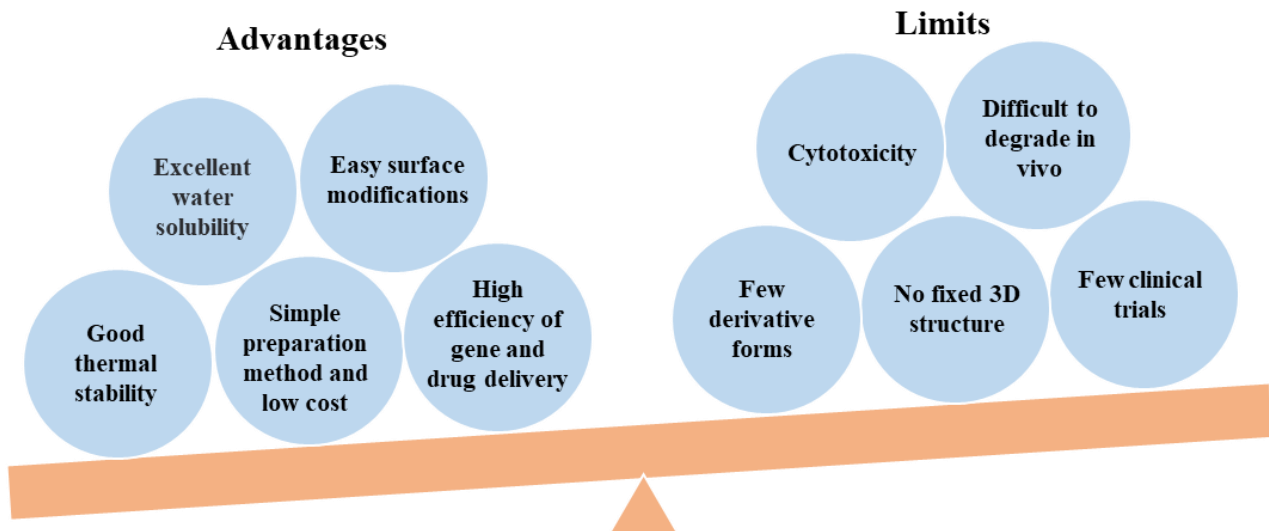 Advantages
Excellent
water
solubility
Easy surface
modifications
Good
thermal
stability
Simple
preparation
method and
low cost
High
efficiency of
gene and
drug delivery
Limits
Cytotoxicity
Difficult to
degrade in
vivo
Few
derivative
forms
No fixed 3D
structure
Few clinical
trials